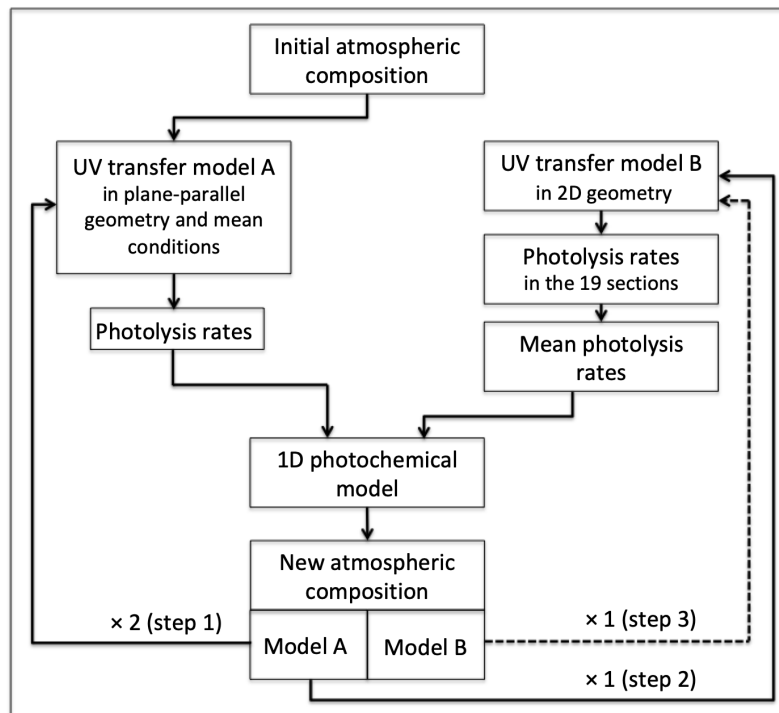 Initial atmospheric
composition
UV transfer model A
in plane-parallel
geometry and mean
conditions
UV transfer model B
in 2D geometry
Photolysis rates
in the 19 sections
Photolysis rates
Mean photolysis
rates
1D photochemical
model
New atmospheric
composition
× 2 (step 1)
Model A
Model B
× 1 (step 3)
× 1 (step 2)